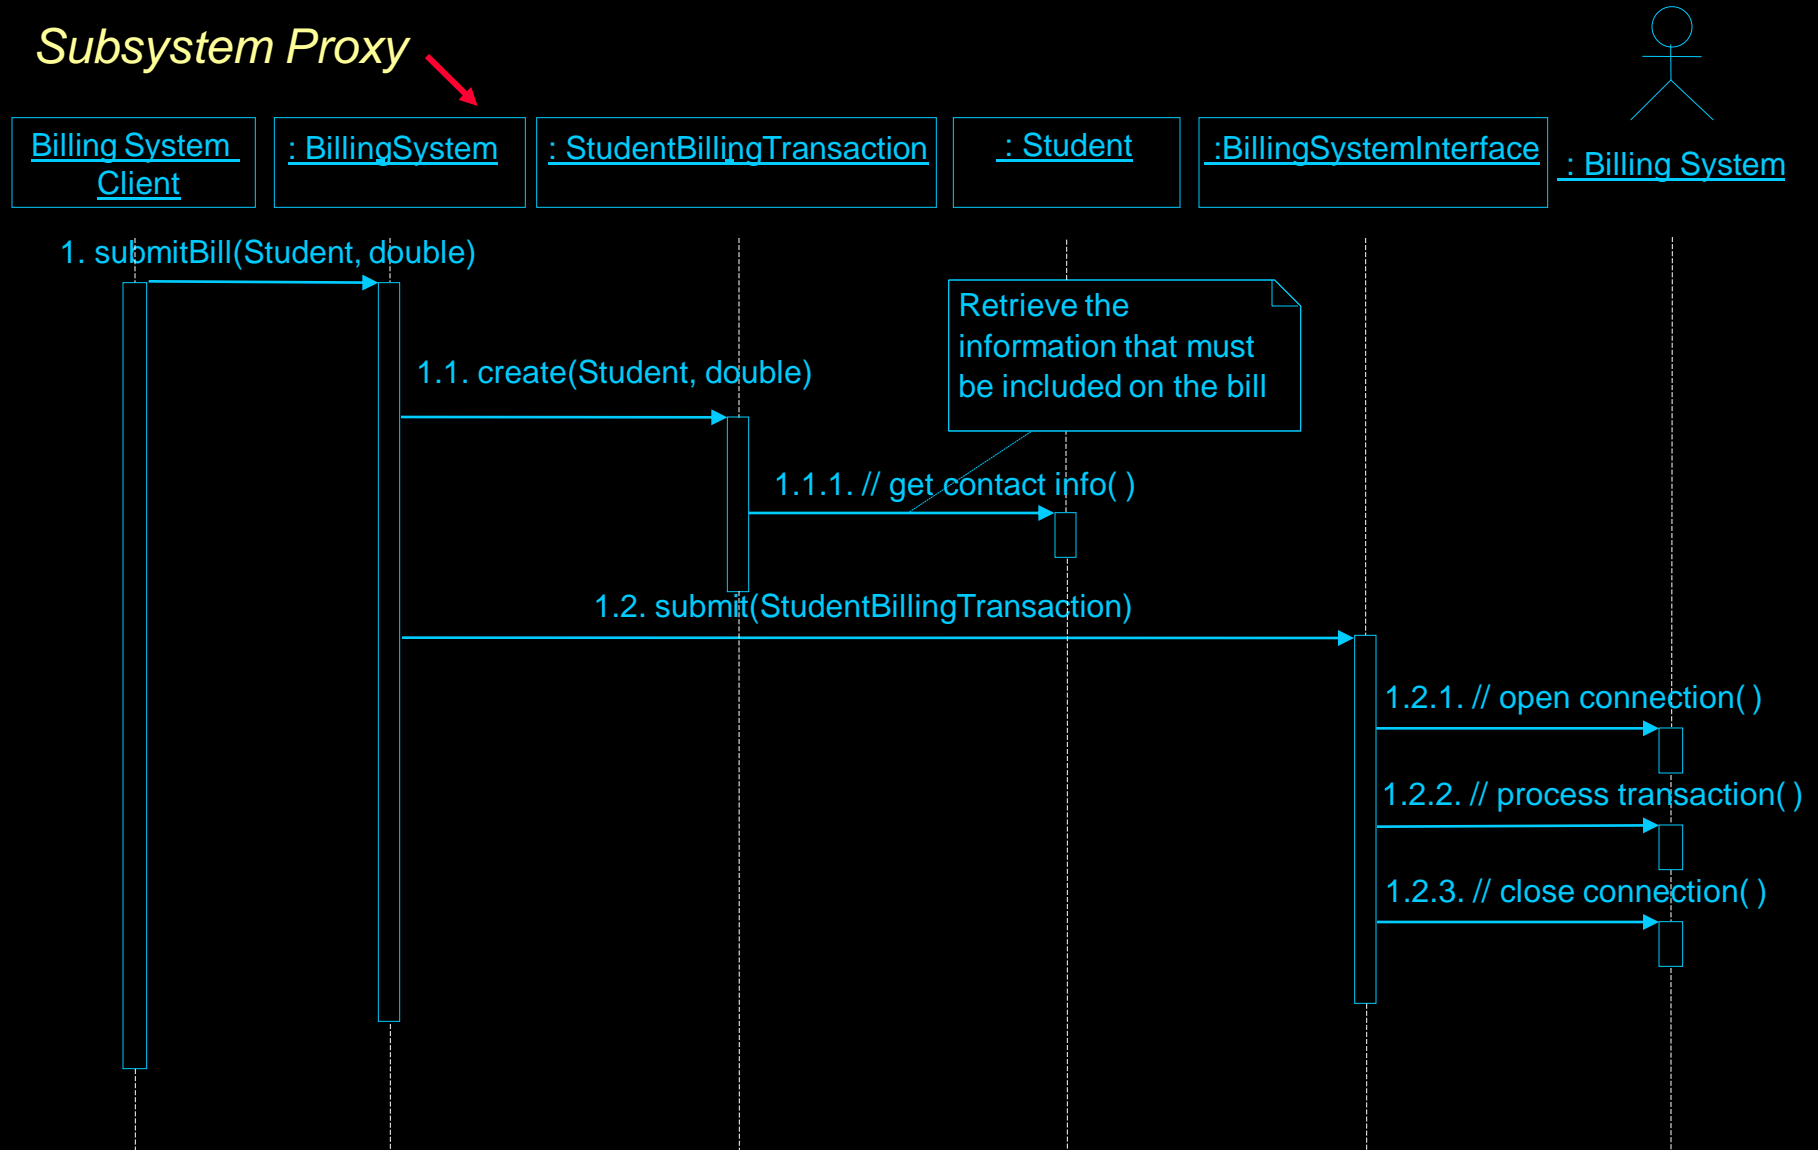 Subsystem Proxy
Billing System
Client
: BillingSystem
: StudentBillingTransaction
: Student
:BillingSystemInterface
: Billing System
1. submitBill(Student, double)
Retrieve the
information that must
be included on the bill
1.1. create(Student, double)
1.1.1. // get contact info( )
1.2. submit(StudentBillingTransaction)
1.2.1. // open connection( )
1.2.2. // process transaction( )
1.2.3. // close connection( )